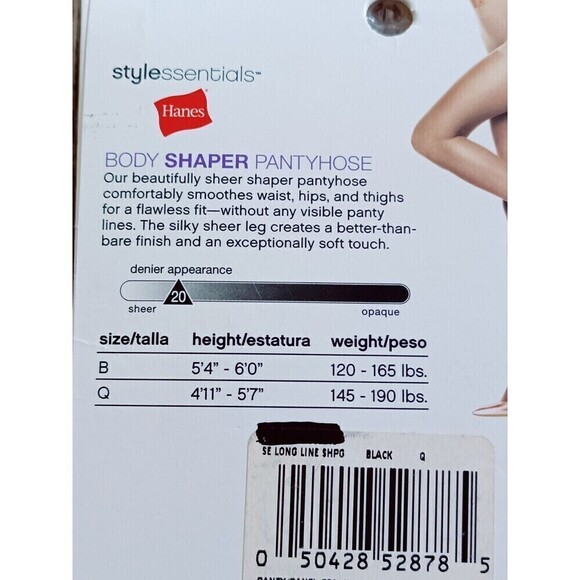 stylessentials™
Hanes
BODY SHAPER PANTYHOSE
Our beautifully sheer shaper pantyhose
comfortably smoothes waist, hips, and thighs
for a flawless fit—without any visible panty
lines. The silky sheer leg creates a better-than-
bare finish and an exceptionally soft touch.
denier appearance
20
sheer opaque
size/talla height/estatura weight/peso
B 5'4" - 6'0" 120 - 165 lbs.
Q 4'11" - 5'7" 145 - 190 lbs.
SE LONG LINE SHPG BLACK Q
0 50428 52878 5